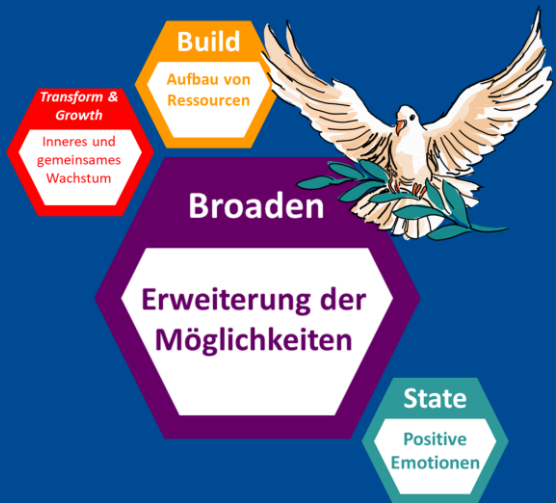 Build
Aufbau von
Ressourcen
Transform &
Growth
Inneres und
gemeinsames
Wachstum
Broaden
Erweiterung der
Möglichkeiten
State
Positive
Emotionen